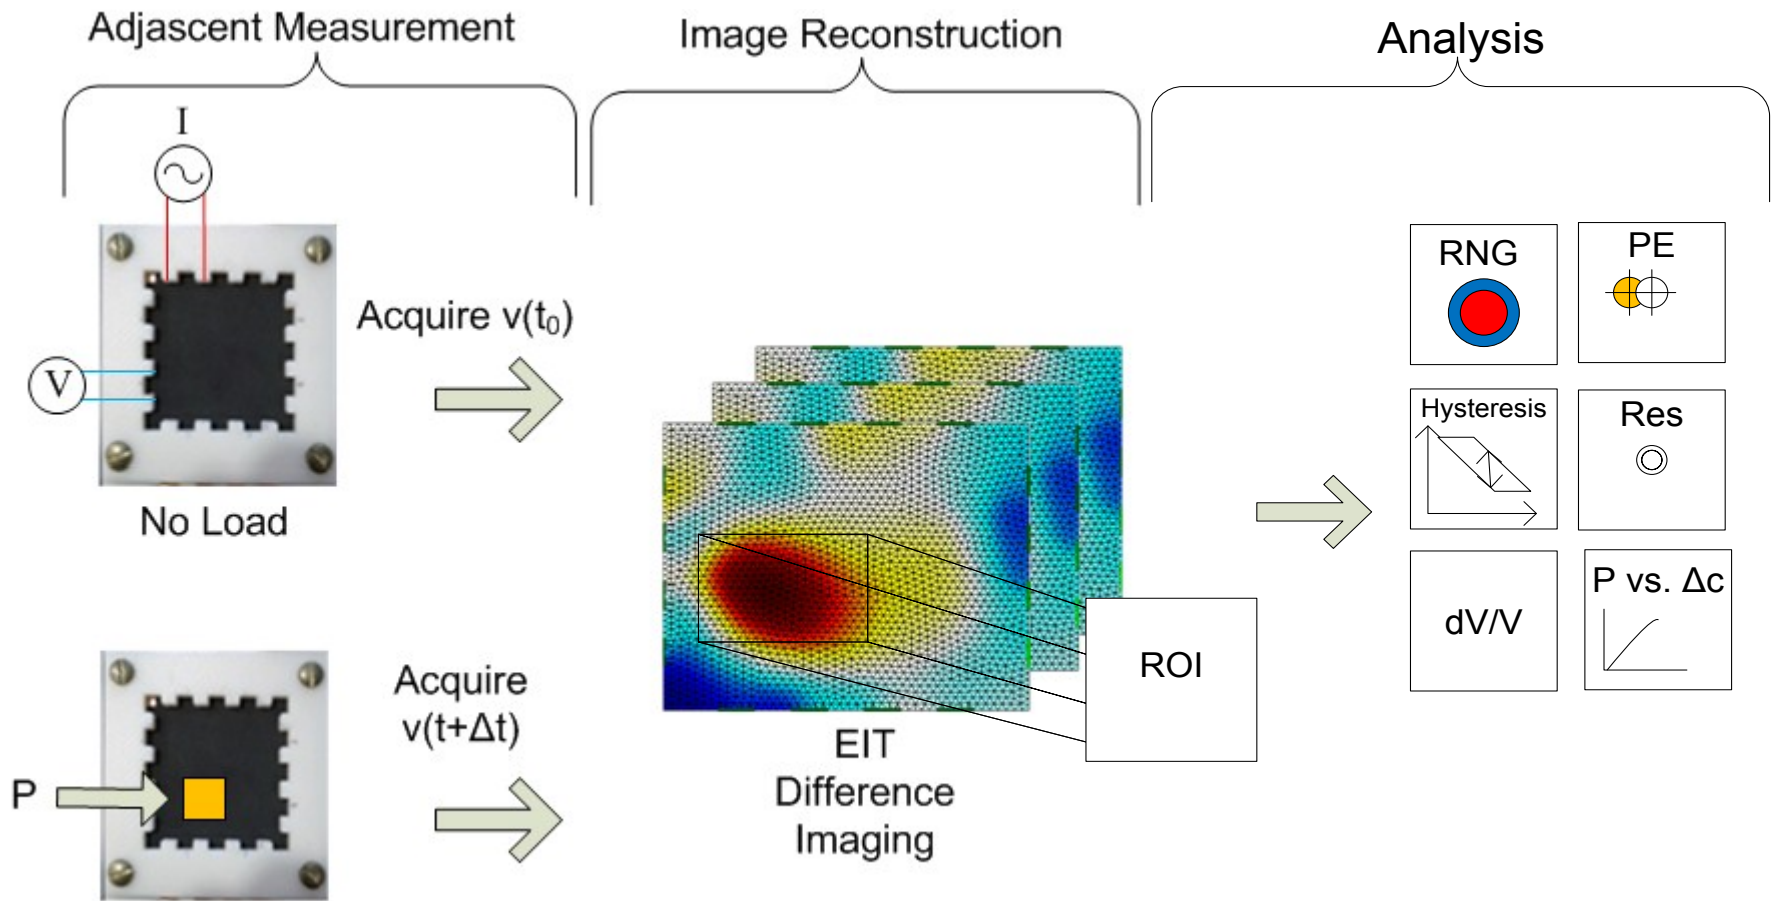 Adjascent Measurement
Image Reconstruction
Analysis
I
V
Acquire v(t₀)
No Load
P
Acquire
v(t+Δt)
EIT
Difference
Imaging
ROI
RNG
PE
Hysteresis
Res
dV/V
P vs. Δc